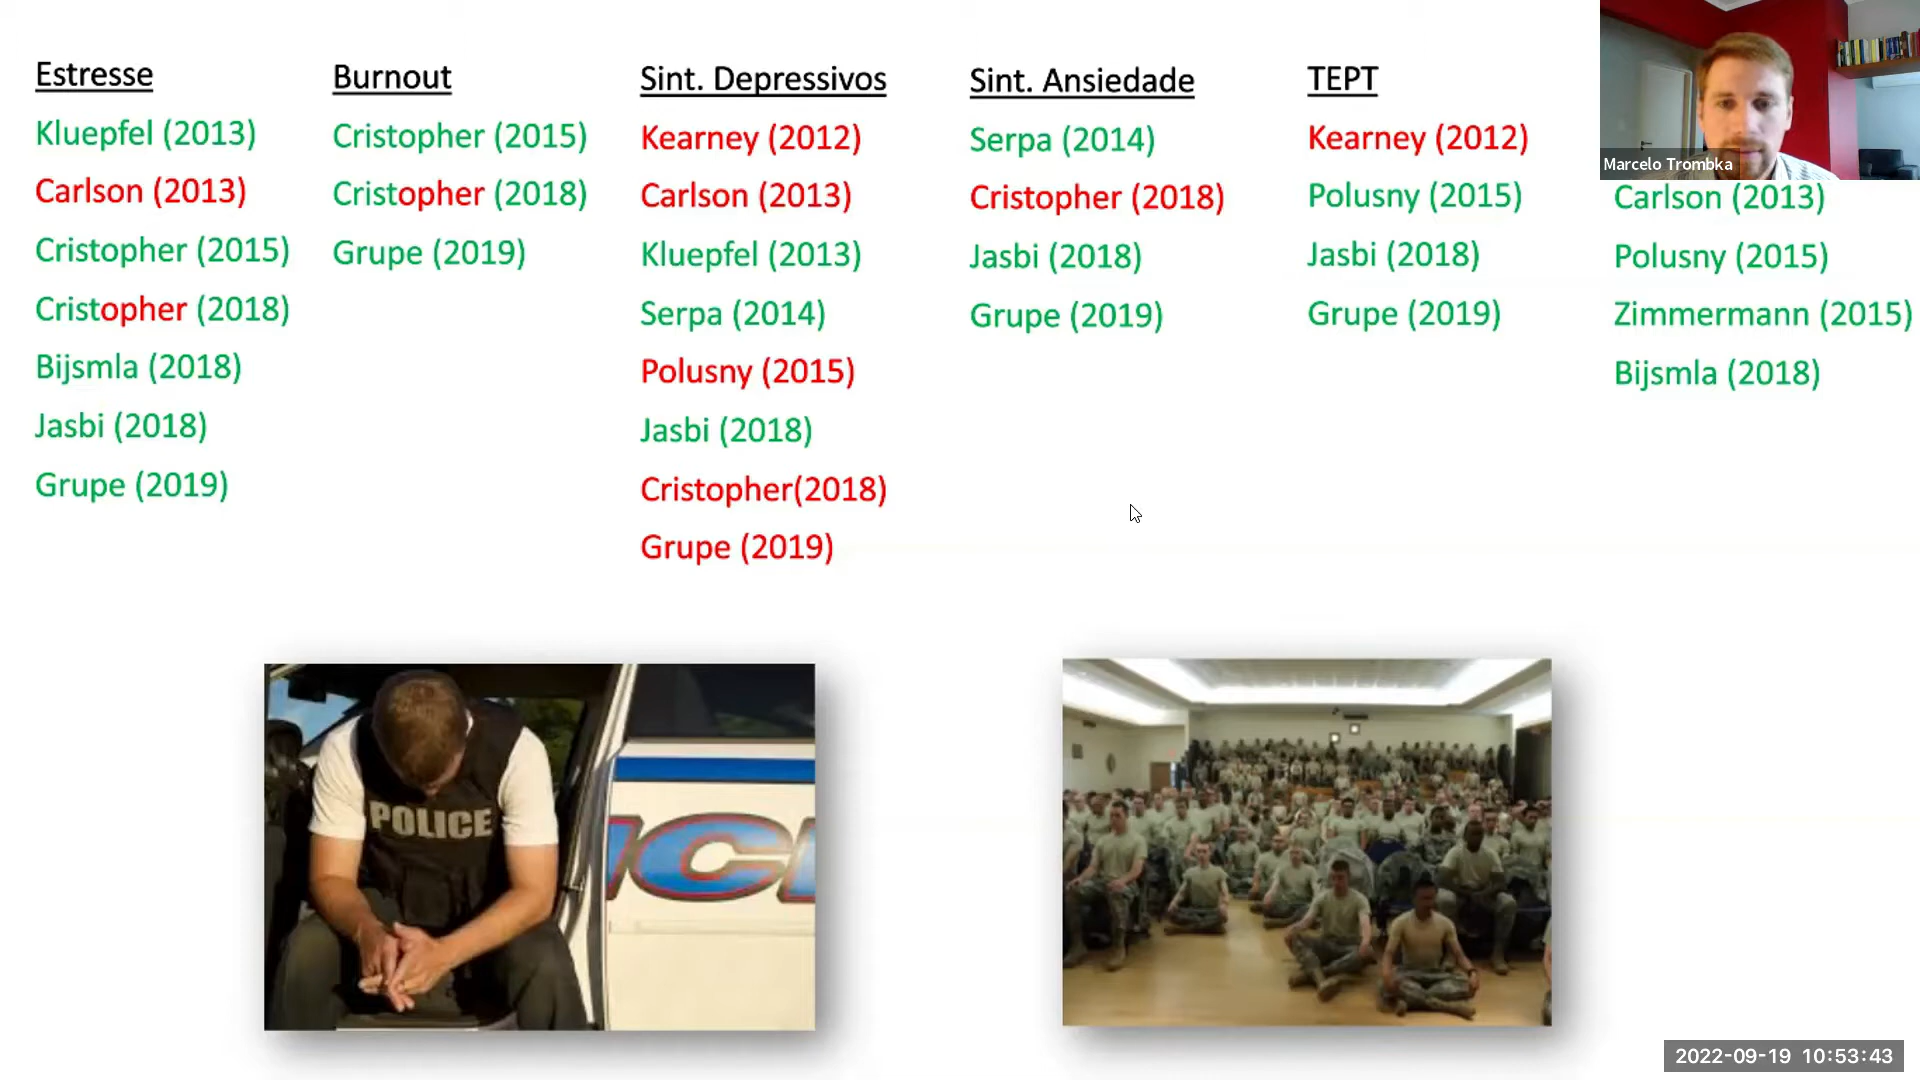 Estresse
Kluepfel (2013)
Carlson (2013)
Cristopher (2015)
Cristopher (2018)
Bijsmla (2018)
Jasbi (2018)
Grupe (2019)
Burnout
Cristopher (2015)
Cristopher (2018)
Grupe (2019)
Sint. Depressivos
Kearney (2012)
Carlson (2013)
Kluepfel (2013)
Serpa (2014)
Polusny (2015)
Jasbi (2018)
Cristopher(2018)
Grupe (2019)
Sint. Ansiedade
Serpa (2014)
Cristopher (2018)
Jasbi (2018)
Grupe (2019)
TEPT
Kearney (2012)
Polusny (2015)
Jasbi (2018)
Grupe (2019)
Marcelo Trombka
Carlson (2013)
Polusny (2015)
Zimmermann (2015)
Bijsmla (2018)
POLICE
2022-09-19 10:53:43